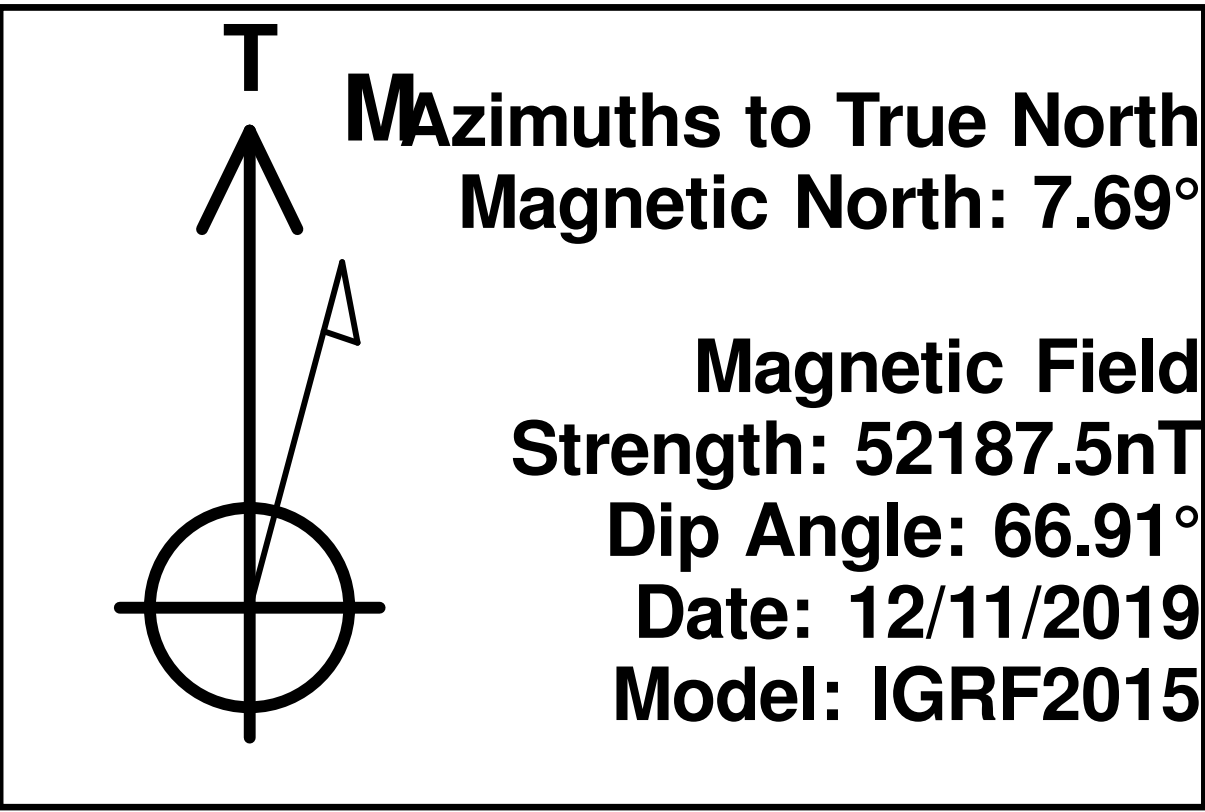 T
M
Azimuths to True North
Magnetic North: 7.69°
Magnetic Field
Strength: 52187.5nT
Dip Angle: 66.91°
Date: 12/11/2019
Model: IGRF2015